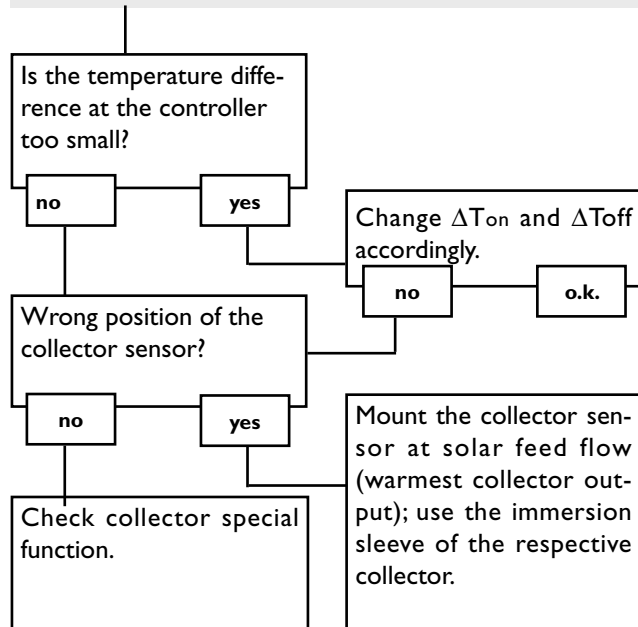 Is the temperature diffe-
rence at the controller
too small?
no
yes
Change ΔTon and ΔToff
accordingly.
no
o.k.
Wrong position of the
collector sensor?
no
yes
Mount the collector sen-
sor at solar feed flow
(warmest collector out-
put); use the immersion
sleeve of the respective
collector.
Check collector special
function.